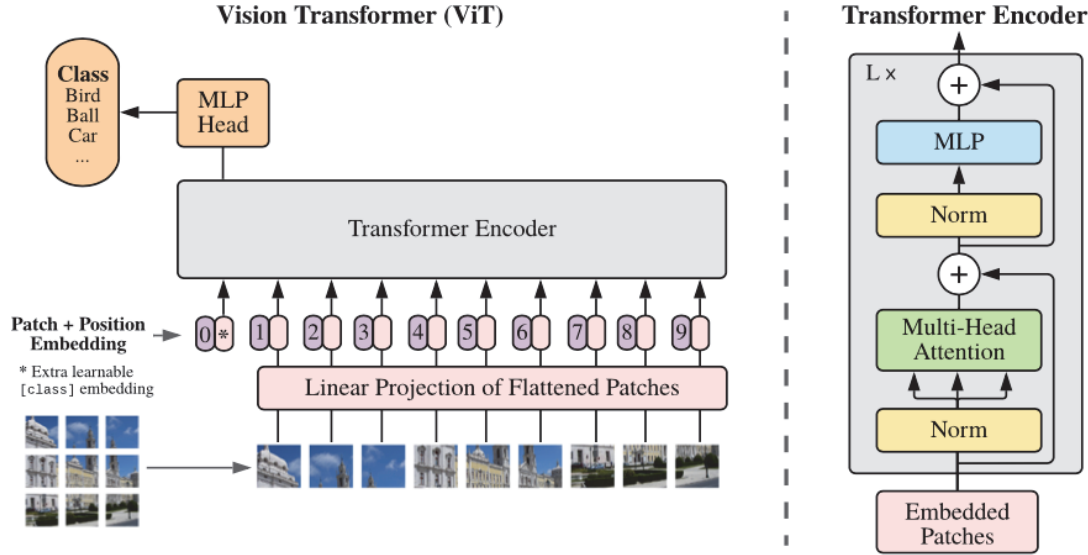 Vision Transformer (ViT)
Class
Bird
Ball
Car
...
MLP
Head
Transformer Encoder
Patch + Position
Embedding
0 * 1 2 3 4 5 6 7 8 9
* Extra learnable
[class] embedding
Linear Projection of Flattened Patches
Transformer Encoder
L ×
+
MLP
Norm
+
Multi-Head
Attention
Norm
Embedded
Patches